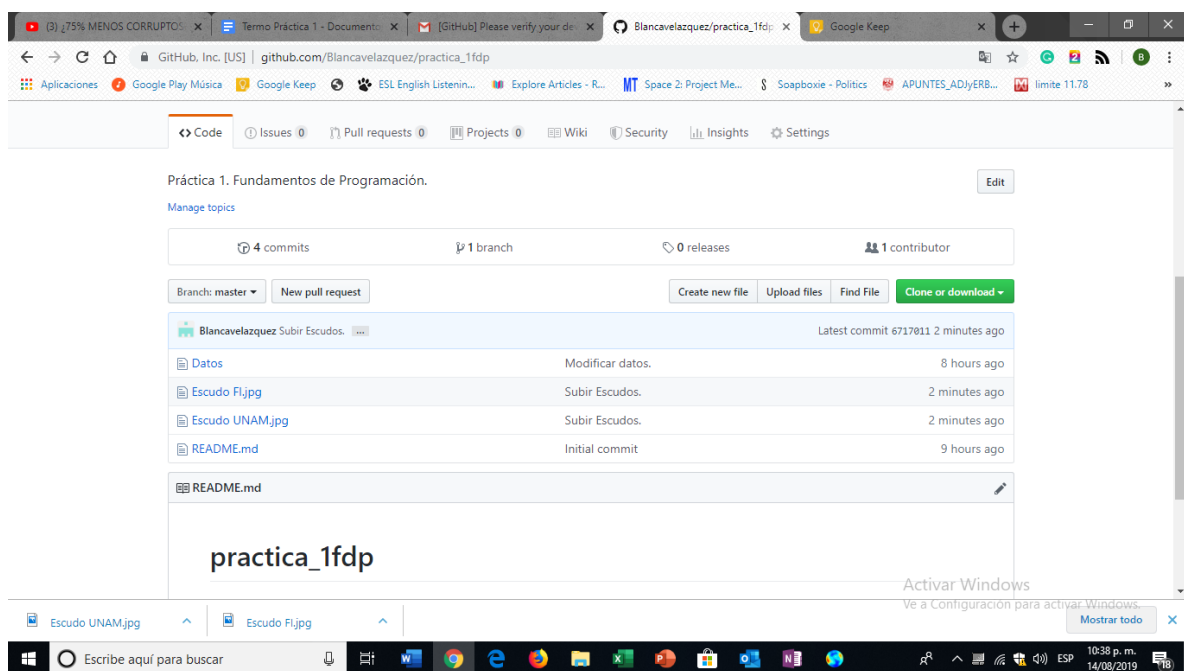 (3) ¿75% MENOS CORRUPTOS
Termo Práctica 1 - Documento
[GitHub] Please verify your de
Blancavelazquez/practica_1fdp
Google Keep
GitHub, Inc. [US] | github.com/Blancavelazquez/practica_1fdp
B
Aplicaciones Google Play Música Google Keep ESL English Listenin... Explore Articles - R... Space 2: Project Me... Soapboxie - Politics APUNTES_ADJyERB... limite 11.78 »
Code Issues 0 Pull requests 0 Projects 0 Wiki Security Insights Settings
Práctica 1. Fundamentos de Programación. Edit
Manage topics
4 commits 1 branch 0 releases 1 contributor
Branch: master New pull request Create new file Upload files Find File Clone or download
Blancavelazquez Subir Escudos. ... Latest commit 6717011 2 minutes ago
Datos Modificar datos. 8 hours ago
Escudo FI.jpg Subir Escudos. 2 minutes ago
Escudo UNAM.jpg Subir Escudos. 2 minutes ago
README.md Initial commit 9 hours ago
README.md
practica_1fdp
Activar Windows
Ve a Configuración para activar Windows.
Escudo UNAM.jpg Escudo FI.jpg Mostrar todo
Escribe aquí para buscar ESP 10:38 p. m.
14/08/2019 18